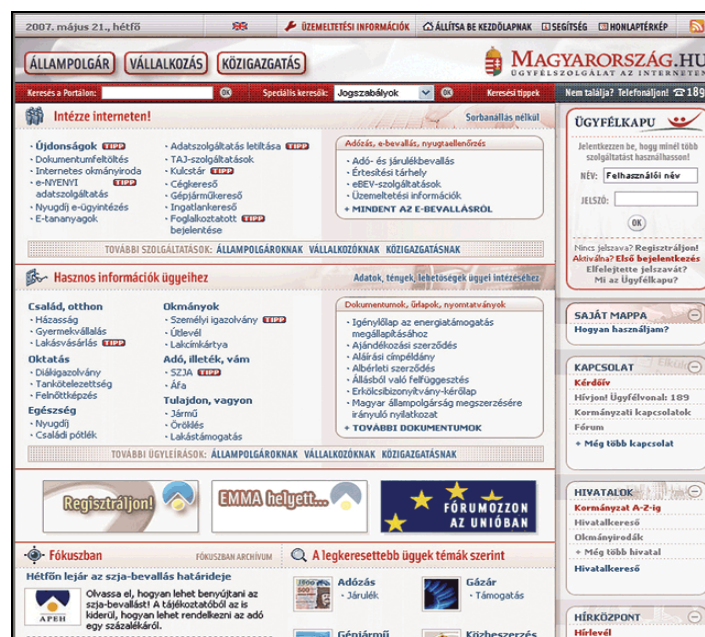 2007. május 21., hétfő
ÜZEMELTETÉSI INFORMÁCIÓK
ÁLLÍTSA BE KEZDŐLAPNAK
SEGÍTSÉG
HONLAPTÉRKÉP
ÁLLAMPOLGÁR
VÁLLALKOZÁS
KÖZIGAZGATÁS
MAGYARORSZÁG.HU
ÜGYFÉLSZOLGÁLAT AZ INTERNETEN
Keresés a Portálon:
OK
Speciális keresők:
Jogszabályok
OK
Keresési tippek
Nem találja? Telefonáljon! 189
Intézze interneten!
Sorbanállás nélkül
· Újdonságok TIPP
· Dokumentumfeltöltés
· Internetes okmányiroda
· e-NYENYI TIPP
adatszolgáltatás
· Nyugdíj e-ügyintézés
· E-tananyagok
· Adatszolgáltatás letiltása TIPP
· TAJ-szolgáltatások
· Kulcstár TIPP
· Cégkereső
· Gépjárműkereső
· Ingatlankereső
· Foglalkoztatott TIPP
bejelentése
Adózás, e-bevallás, nyugtaellenőrzés
· Adó- és járulékbevallás
· Értesítési tárhely
· eBEV-szolgáltatások
· Üzemeltetési információk
+ MINDENT AZ E-BEVALLÁSRÓL
TOVÁBBI SZOLGÁLTATÁSOK: ÁLLAMPOLGÁROKNAK VÁLLALKOZÓKNAK KÖZIGAZGATÁSNAK
Hasznos információk ügyeihez
Adatok, tények, lehetőségek ügyei intézéséhez
Család, otthon
· Házasság
· Gyermekvállalás
· Lakásvásárlás TIPP
Oktatás
· Diákigazolvány
· Tankötelezettség
· Felnőttképzés
Egészség
· Nyugdíj
· Családi pótlék
Okmányok
· Személyi igazolvány TIPP
· Útlevél
· Lakcímkártya
Adó, illeték, vám
· SZJA TIPP
· Áfa
Tulajdon, vagyon
· Jármű
· Öröklés
· Lakástámogatás
Dokumentumok, űrlapok, nyomtatványok
· Igénylőlap az energiatámogatás
megállapításához
· Ajándékozási szerződés
· Aláírási címpéldány
· Albérleti szerződés
· Állásból való felfüggesztés
· Erkölcsibizonyítvány-kérőlap
· Magyar állampolgárság megszerzésére
irányuló nyilatkozat
+ TOVÁBBI DOKUMENTUMOK
TOVÁBBI ÜGYLEÍRÁSOK: ÁLLAMPOLGÁROKNAK VÁLLALKOZÓKNAK KÖZIGAZGATÁSNAK
Regisztráljon!
EMMA helyett...
FÓRUMOZZON
AZ UNIÓBAN
Fókuszban
FÓKUSZBAN ARCHÍVUM
Hétfőn lejár az szja-bevallás határideje
APEH
Olvassa el, hogyan lehet benyújtani az
szja-bevallást! A tájékoztatóból az is
kiderül, hogyan lehet rendelkezni az adó
egy százalékáról.
A legkeresettebb ügyek témák szerint
Adózás
· Járulék
Gázár
· Támogatás
Gépjármű
Közbeszerzés
ÜGYFÉLKAPU
Jelentkezzen be, hogy minél több
szolgáltatást használhasson!
NÉV: Felhasználói név
JELSZÓ:
OK
Nincs jelszava? Regisztráljon!
Aktiválna? Első bejelentkezés
Elfelejtette jelszavát?
Mi az Ügyfélkapu?
SAJÁT MAPPA
Hogyan használjam?
KAPCSOLAT
Kérdőív
Hívjon! Ügyfélvonal: 189
Kormányzati kapcsolatok
Fórum
+ Még több kapcsolat
HIVATALOK
Kormányzat A-Z-ig
Hivatalkereső
Okmányirodák
+ Még több hivatal
Hivatalkereső
HÍRKÖZPONT
Hírlevél